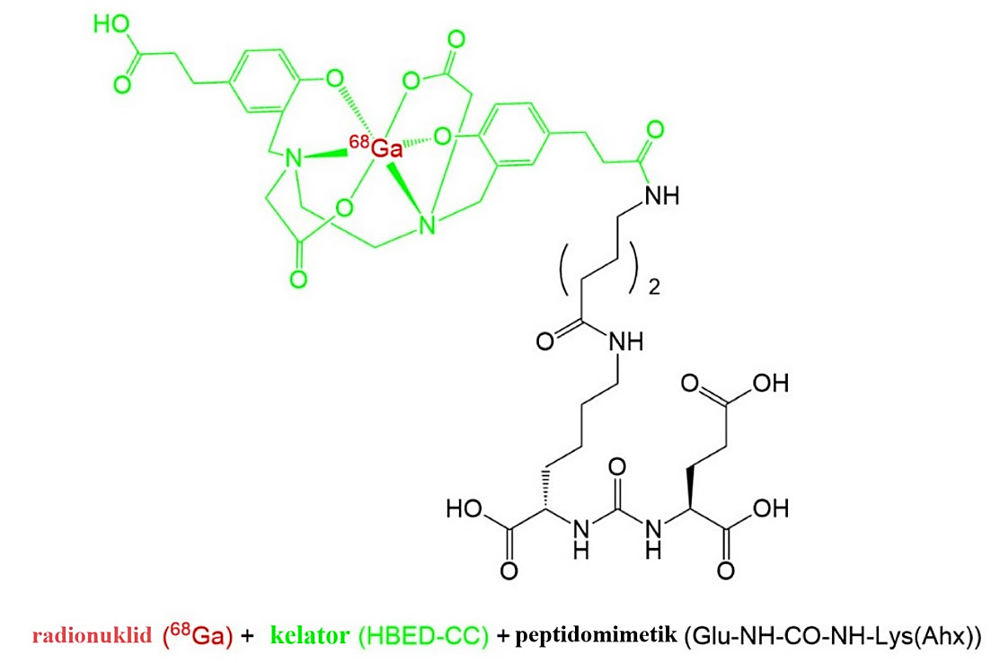 HO
O
O
O
O
68Ga
O
N
O
N
O
O
NH
( ) 2
O
NH
O
OH
O
HO
OH
N
H
N
H
O
O
radionuklid (68Ga) + kelator (HBED-CC) + peptidomimetik (Glu-NH-CO-NH-Lys(Ahx))